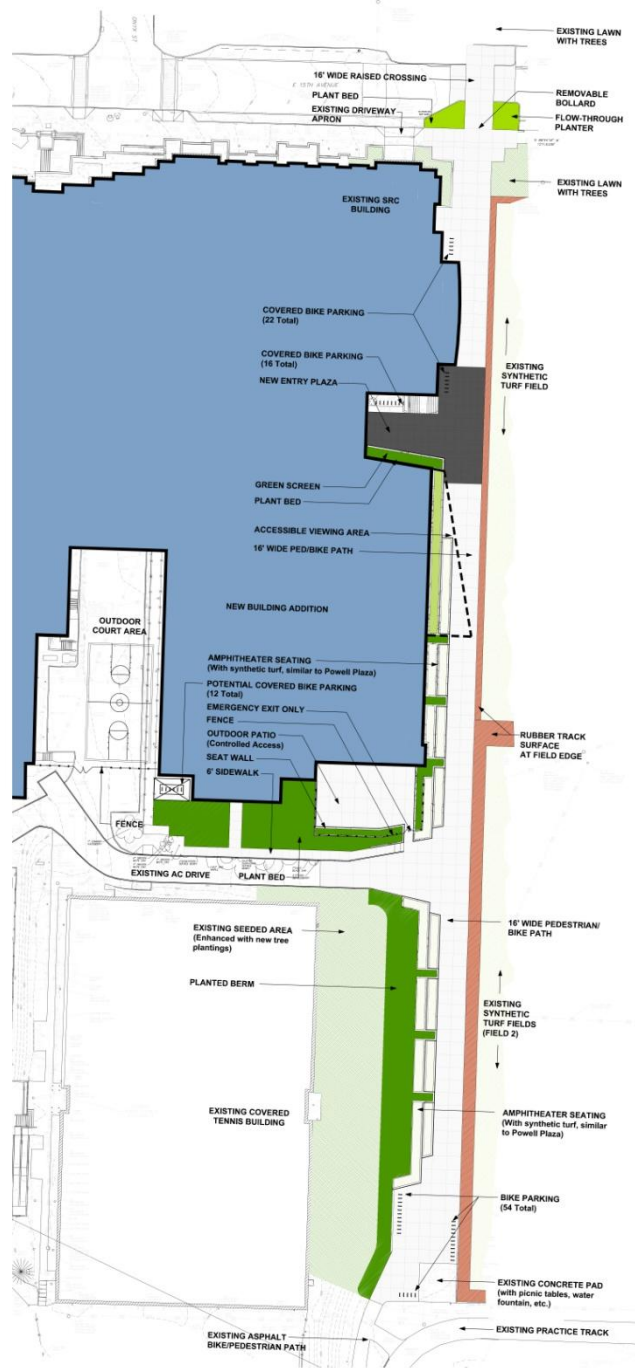 EXISTING LAWN
WITH TREES
16' WIDE RAISED CROSSING
PLANT BED
EXISTING DRIVEWAY
APRON
REMOVABLE
BOLLARD
FLOW-THROUGH
PLANTER
EXISTING SRC
BUILDING
EXISTING LAWN
WITH TREES
COVERED BIKE PARKING
(22 Total)
COVERED BIKE PARKING
(16 Total)
NEW ENTRY PLAZA
EXISTING
SYNTHETIC
TURF FIELD
GREEN SCREEN
PLANT BED
ACCESSIBLE VIEWING AREA
16' WIDE PED/BIKE PATH
NEW BUILDING ADDITION
OUTDOOR
COURT AREA
AMPHITHEATER SEATING
(With synthetic turf, similar to Powell Plaza)
POTENTIAL COVERED BIKE PARKING
(12 Total)
EMERGENCY EXIT ONLY
FENCE
OUTDOOR PATIO
(Controlled Access)
SEAT WALL
6' SIDEWALK
RUBBER TRACK
SURFACE
AT FIELD EDGE
FENCE
EXISTING AC DRIVE
PLANT BED
EXISTING SEEDED AREA
(Enhanced with new tree
plantings)
16' WIDE PEDESTRIAN/
BIKE PATH
PLANTED BERM
EXISTING
SYNTHETIC
TURF FIELDS
(FIELD 2)
EXISTING COVERED
TENNIS BUILDING
AMPHITHEATER SEATING
(With synthetic turf, similar
to Powell Plaza)
BIKE PARKING
(54 Total)
EXISTING CONCRETE PAD
(with picnic tables, water
fountain, etc.)
EXISTING ASPHALT
BIKE/PEDESTRIAN PATH
EXISTING PRACTICE TRACK